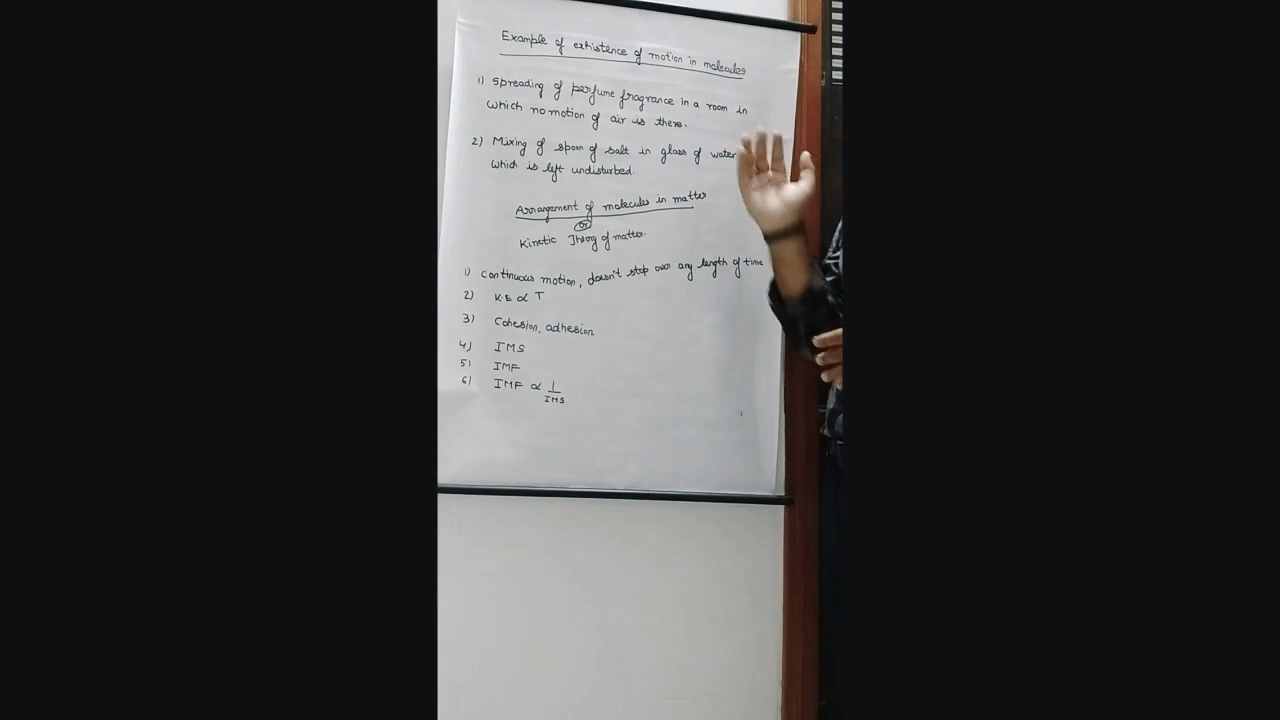 Example of exhistence of motion in molecules
1) Spreading of perfume fragrance in a room in
which no motion of air is there.
2) Mixing of spoon of salt in glass of water
which is left undisturbed.
Arrangement of molecules in matter
or
Kinetic Theory of matter.
1) Continuous motion, doesn't stop over any length of time
2) K.E ∝ T
3) Cohesion, adhesion
4) IMS
5) IMF
6) IMF ∝ 1/IMS